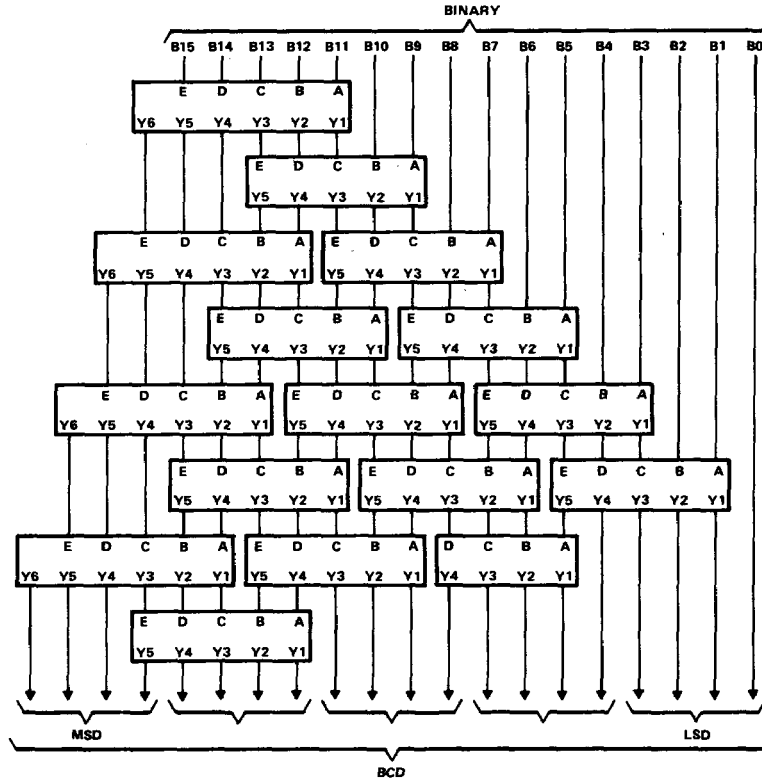 BINARY
B15 B14 B13 B12 B11 B10 B9 B8 B7 B6 B5 B4 B3 B2 B1 B0
E D C B A
Y6 Y5 Y4 Y3 Y2 Y1
E D C B A
Y5 Y4 Y3 Y2 Y1
E D C B A E D C B A
Y6 Y5 Y4 Y3 Y2 Y1 Y5 Y4 Y3 Y2 Y1
E D C B A E D C B A
Y5 Y4 Y3 Y2 Y1 Y5 Y4 Y3 Y2 Y1
E D C B A E D C B A E D C B A
Y6 Y5 Y4 Y3 Y2 Y1 Y5 Y4 Y3 Y2 Y1 Y5 Y4 Y3 Y2 Y1
E D C B A E D C B A E D C B A
Y5 Y4 Y3 Y2 Y1 Y5 Y4 Y3 Y2 Y1 Y5 Y4 Y3 Y2 Y1
E D C B A E D C B A D C B A
Y6 Y5 Y4 Y3 Y2 Y1 Y5 Y4 Y3 Y2 Y1 Y4 Y3 Y2 Y1
E D C B A
Y5 Y4 Y3 Y2 Y1
MSD LSD
BCD